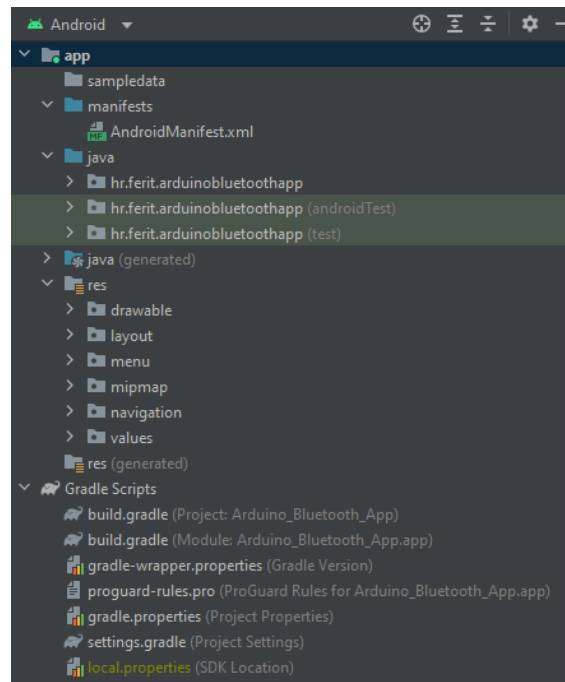 Android
app
sampledata
manifests
MF AndroidManifest.xml
java
hr.ferit.arduinobluetoothapp
hr.ferit.arduinobluetoothapp (androidTest)
hr.ferit.arduinobluetoothapp (test)
java (generated)
res
drawable
layout
menu
mipmap
navigation
values
res (generated)
Gradle Scripts
build.gradle (Project: Arduino_Bluetooth_App)
build.gradle (Module: Arduino_Bluetooth_App.app)
gradle-wrapper.properties (Gradle Version)
proguard-rules.pro (ProGuard Rules for Arduino_Bluetooth_App.app)
gradle.properties (Project Properties)
settings.gradle (Project Settings)
local.properties (SDK Location)